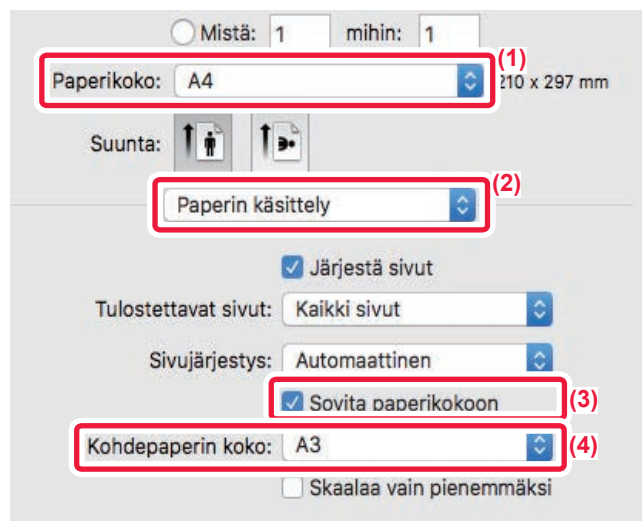 Mistä: 1 mihin: 1
(1)
Paperikoko: A4 210 x 297 mm
Suunta:
(2)
Paperin käsittely
Järjestä sivut
Tulostettavat sivut: Kaikki sivut
Sivujärjestys: Automaattinen
Sovita paperikokoon (3)
Kohdepaperin koko: A3 (4)
Skaalaa vain pienemmäksi